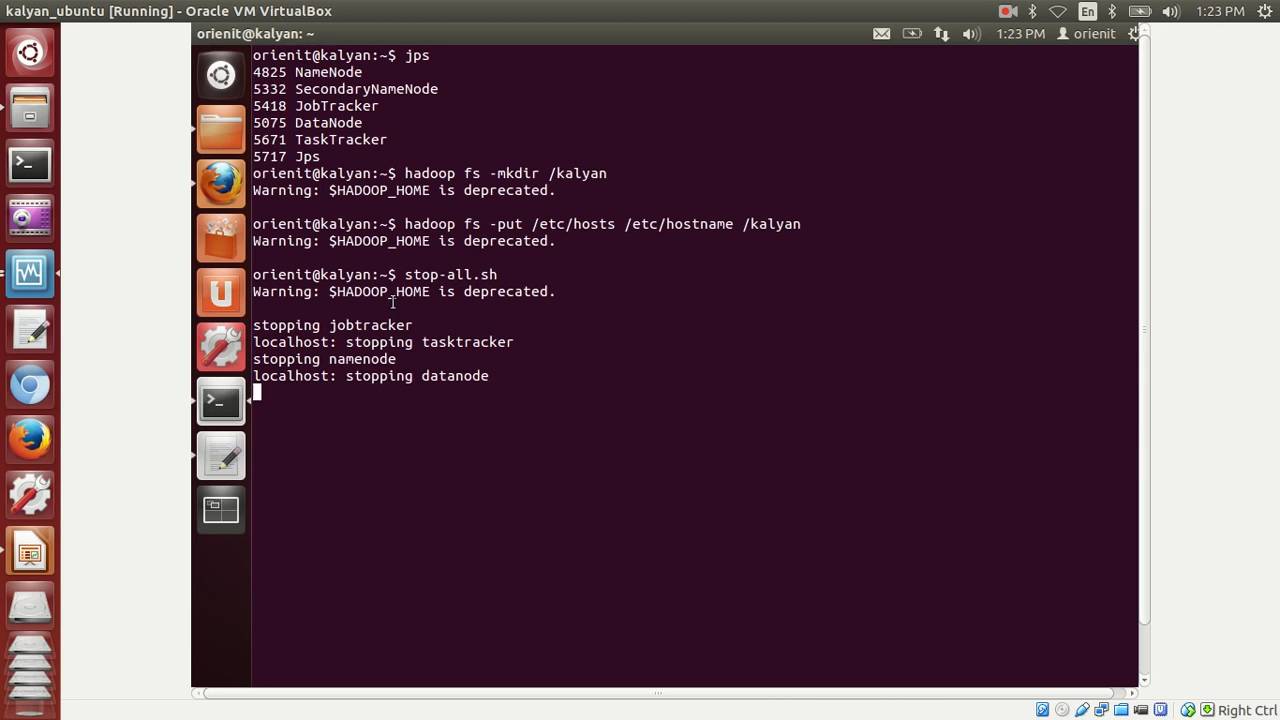 kalyan_ubuntu [Running] - Oracle VM VirtualBox
En
1:23 PM
orienit@kalyan: ~
1:23 PM
orienit
orienit@kalyan:~$ jps
4825 NameNode
5332 SecondaryNameNode
5418 JobTracker
5075 DataNode
5671 TaskTracker
5717 Jps
orienit@kalyan:~$ hadoop fs -mkdir /kalyan
Warning: $HADOOP_HOME is deprecated.
orienit@kalyan:~$ hadoop fs -put /etc/hosts /etc/hostname /kalyan
Warning: $HADOOP_HOME is deprecated.
orienit@kalyan:~$ stop-all.sh
Warning: $HADOOP_HOME is deprecated.
stopping jobtracker
localhost: stopping tasktracker
stopping namenode
localhost: stopping datanode
Right Ctrl